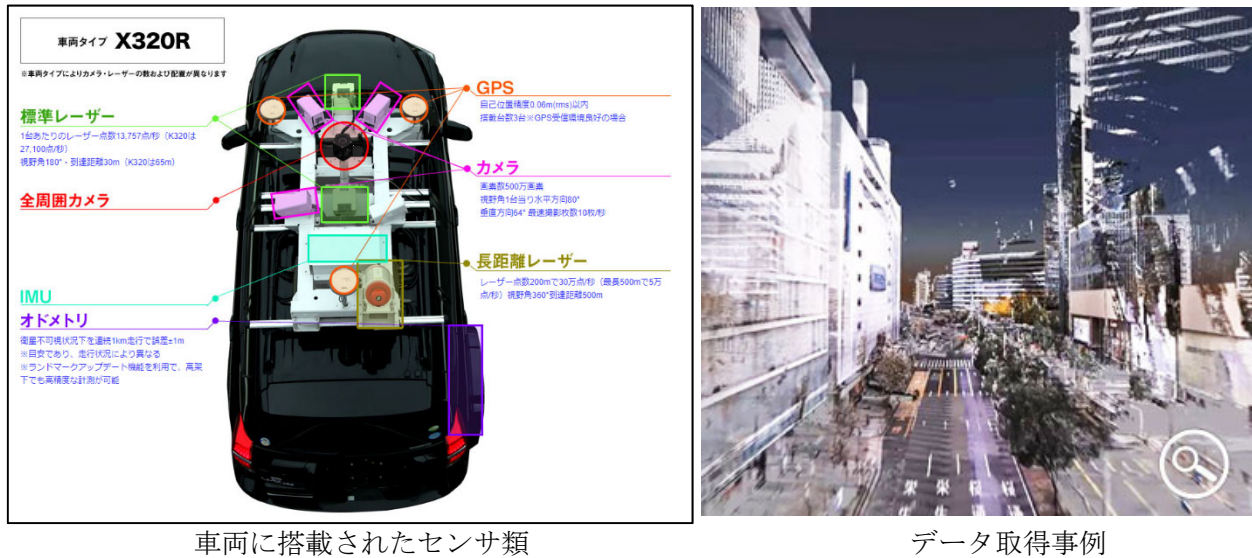 車両タイプ X320R
※車両タイプによりカメラ・レーザーの数および配置が異なります
標準レーザー
1台あたりのレーザー点数13,757点/秒（K320は
27,100点/秒）
視野角180°・到達距離30m（K320は65m）
全周囲カメラ
IMU
オドメトリ
衛星不可視状況下を連続1km走行で誤差±1m
※目安であり、走行状況により異なる
※ランドマークアップデート機能を利用で、高架
下でも高精度な計測が可能
GPS
自己位置精度0.06m(rms)以内
搭載台数3台※GPS受信環境良好の場合
カメラ
画素数500万画素
視野角1台当り水平方向80°
垂直方向64° 最速撮影枚数10枚/秒
長距離レーザー
レーザー点数200mで30万点/秒（最長500mで5万
点/秒）視野角360°到達距離500m
車両に搭載されたセンサ類
データ取得事例